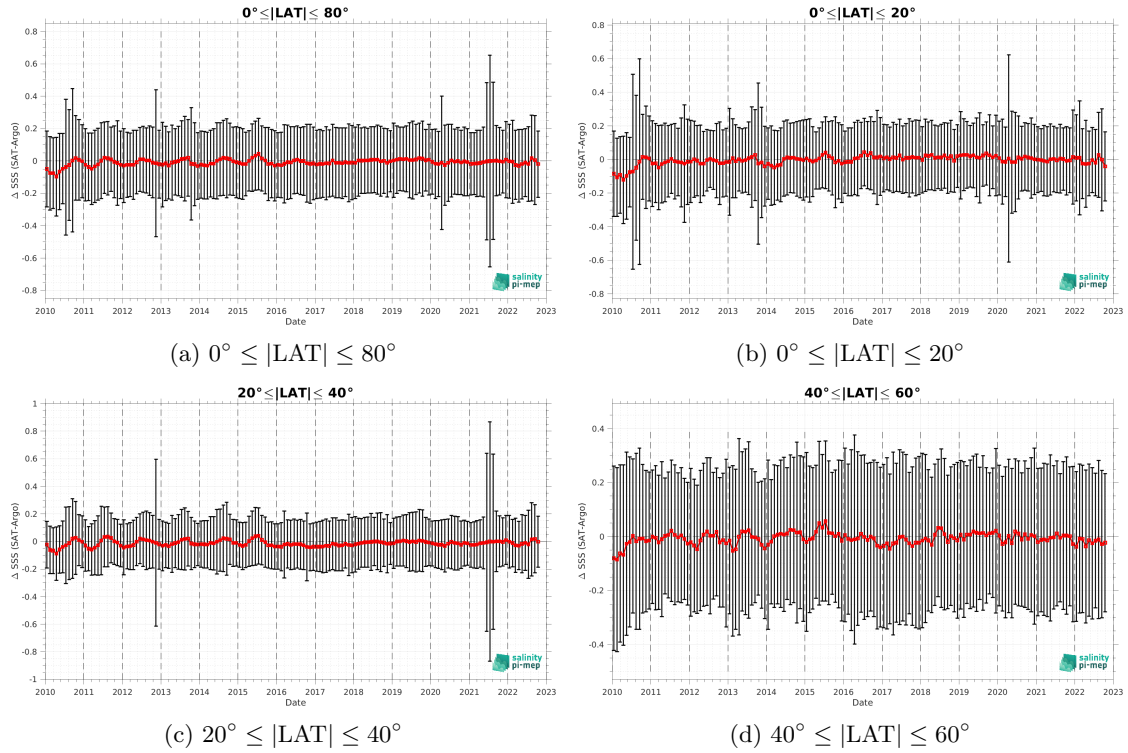 0°≤|LAT|≤ 80°
Δ SSS (SAT-Argo)
0.8
0.6
0.4
0.2
0
-0.2
-0.4
-0.6
-0.8
salinity
pi-mep
2010 2011 2012 2013 2014 2015 2016 2017 2018 2019 2020 2021 2022 2023
Date
(a) 0° ≤ |LAT| ≤ 80°
0°≤|LAT|≤ 20°
Δ SSS (SAT-Argo)
0.8
0.6
0.4
0.2
0
-0.2
-0.4
-0.6
-0.8
salinity
pi-mep
2010 2011 2012 2013 2014 2015 2016 2017 2018 2019 2020 2021 2022 2023
Date
(b) 0° ≤ |LAT| ≤ 20°
20°≤|LAT|≤ 40°
Δ SSS (SAT-Argo)
1
0.8
0.6
0.4
0.2
0
-0.2
-0.4
-0.6
-0.8
-1
salinity
pi-mep
2010 2011 2012 2013 2014 2015 2016 2017 2018 2019 2020 2021 2022 2023
Date
(c) 20° ≤ |LAT| ≤ 40°
40°≤|LAT|≤ 60°
Δ SSS (SAT-Argo)
0.4
0.2
0
-0.2
-0.4
salinity
pi-mep
2010 2011 2012 2013 2014 2015 2016 2017 2018 2019 2020 2021 2022 2023
Date
(d) 40° ≤ |LAT| ≤ 60°